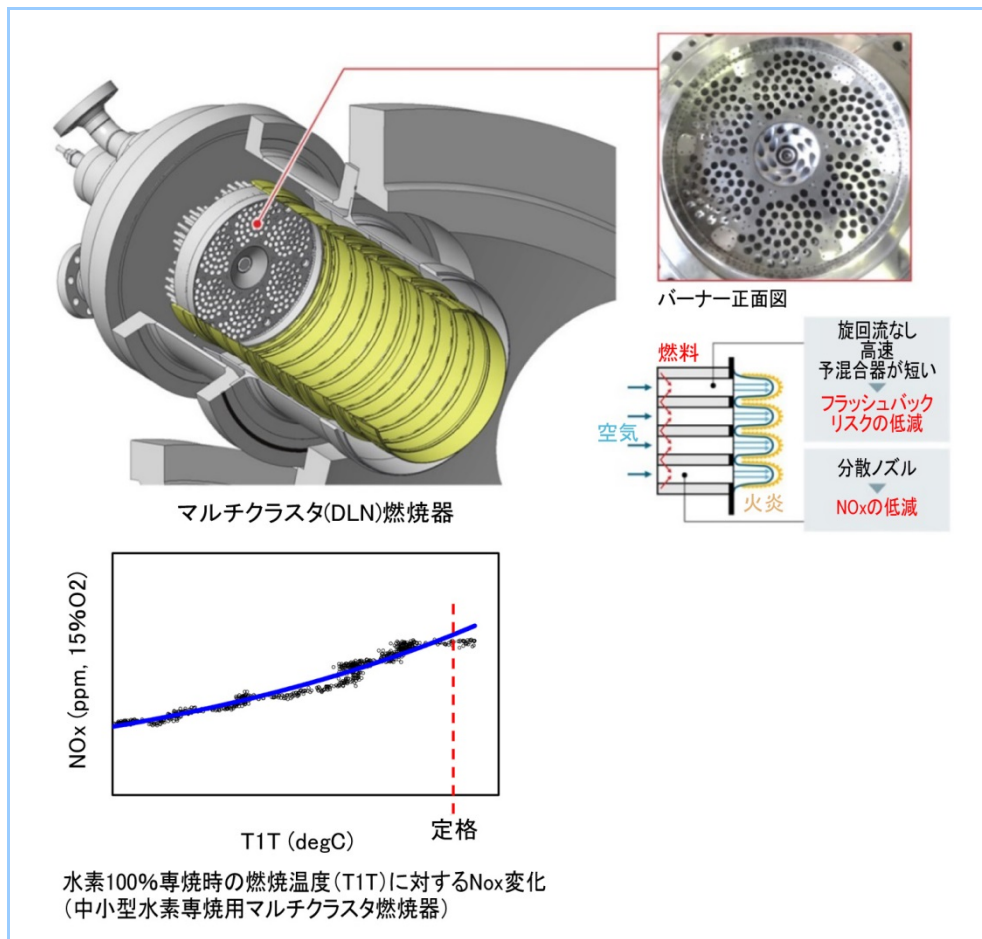 バーナー正面図
マルチクラスタ(DLN)燃焼器
燃料
空気
火炎
旋回流なし
高速
予混合器が短い
フラッシュバック
リスクの低減
分散ノズル
NOxの低減
NOx (ppm, 15%O2)
T1T (degC)
定格
水素100%専焼時の燃焼温度(T1T)に対するNox変化
(中小型水素専焼用マルチクラスタ燃焼器)